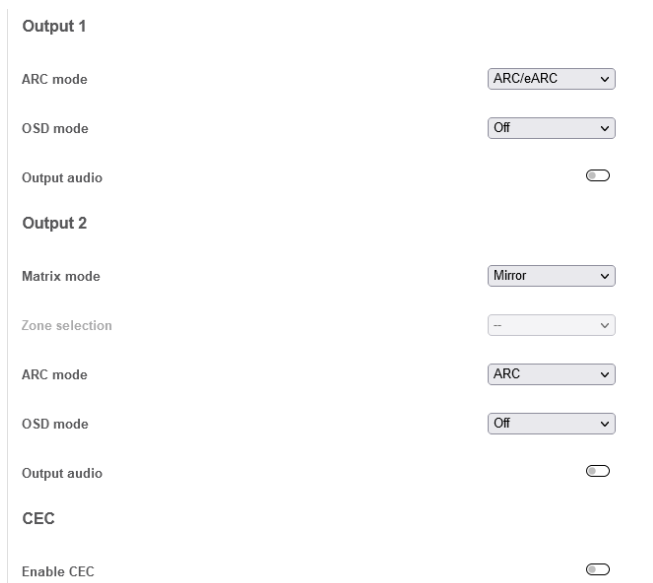 Output 1
ARC mode ARC/eARC
OSD mode Off
Output audio
Output 2
Matrix mode Mirror
Zone selection --
ARC mode ARC
OSD mode Off
Output audio
CEC
Enable CEC